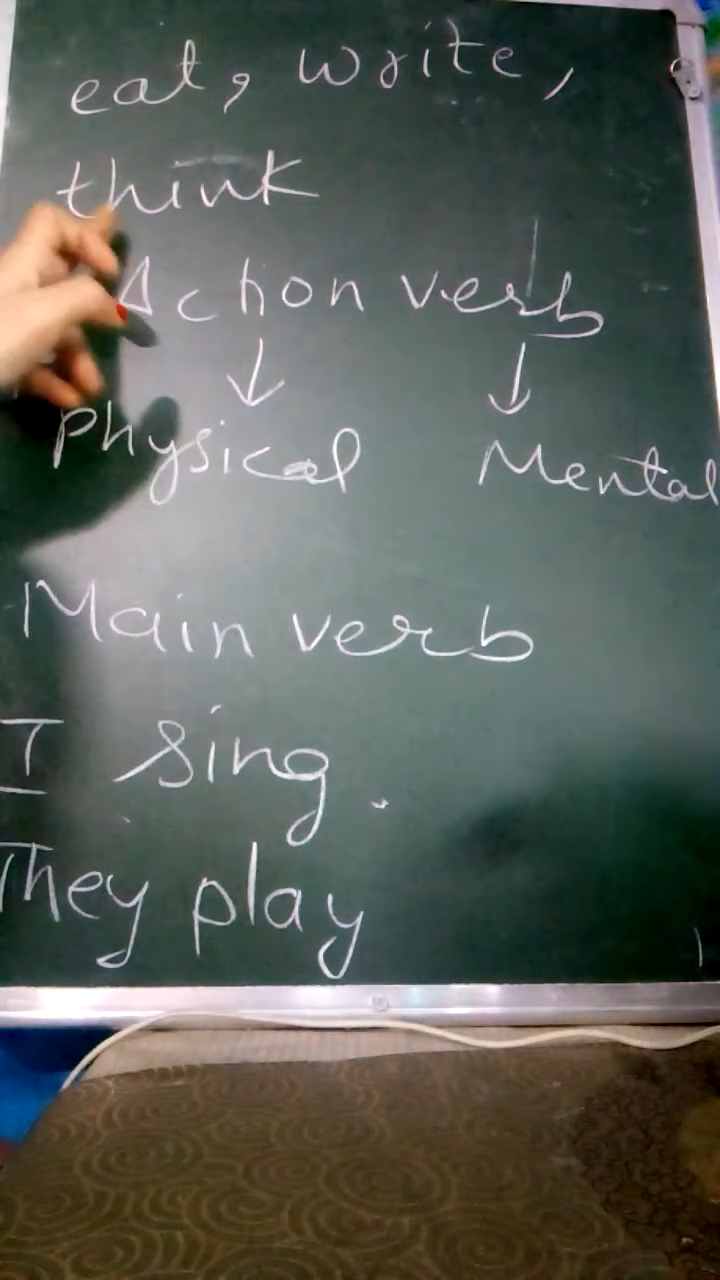 eat, write,
think
Action verb
↓ ↓
Physical Mental
Main verb
I sing.
They play